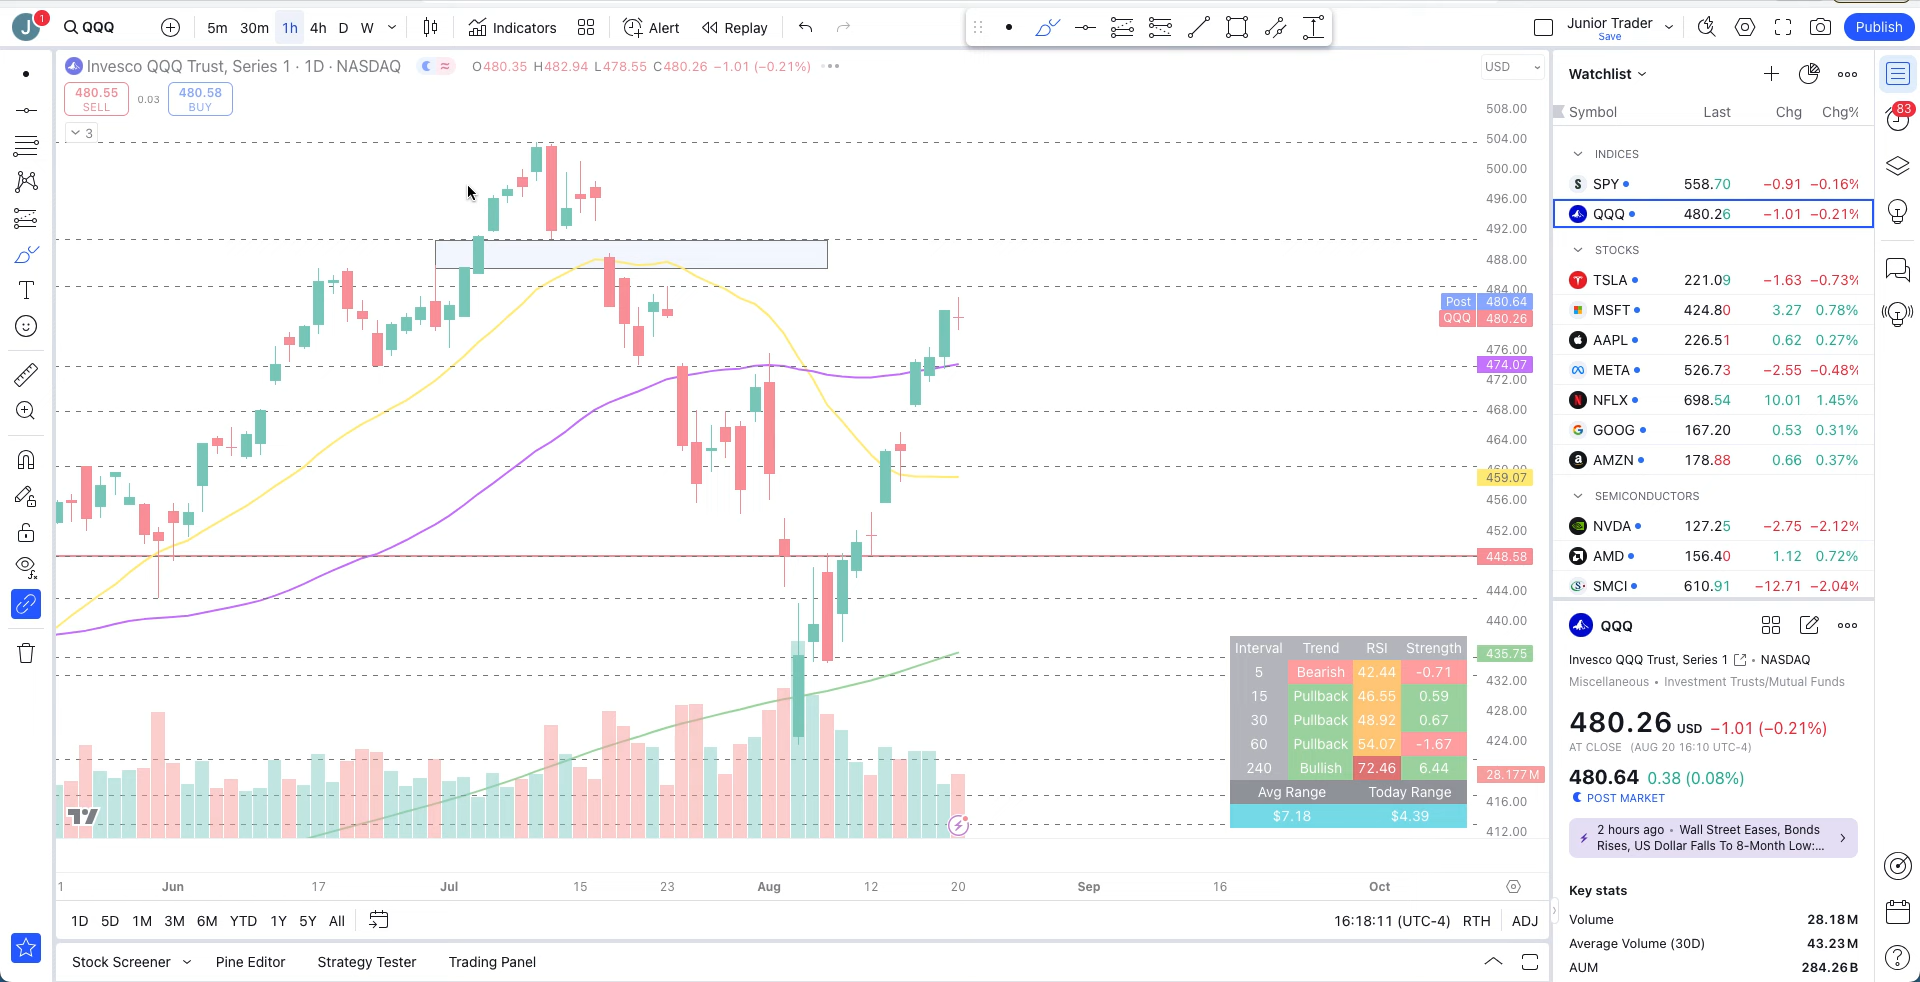 J 1 QQQ 5m 30m 1h 4h D W Indicators Alert Replay Junior Trader Save Publish
Invesco QQQ Trust, Series 1 · 1D · NASDAQ O480.35 H482.94 L478.55 C480.26 −1.01 (−0.21%)
480.55 SELL 0.03 480.58 BUY
3
USD
508.00
504.00
500.00
496.00
492.00
488.00
484.00
Post 480.64
QQQ 480.26
476.00
474.07
472.00
468.00
464.00
460.00
459.07
456.00
452.00
448.58
444.00
440.00
435.75
432.00
428.00
424.00
28.177M
416.00
412.00
Interval Trend RSI Strength
5 Bearish 42.44 -0.71
15 Pullback 46.55 0.59
30 Pullback 48.92 0.67
60 Pullback 54.07 -1.67
240 Bullish 72.46 6.44
Avg Range Today Range
$7.18 $4.39
1 Jun 17 Jul 15 23 Aug 12 20 Sep 16 Oct
1D 5D 1M 3M 6M YTD 1Y 5Y All 16:18:11 (UTC-4) RTH ADJ
Stock Screener Pine Editor Strategy Tester Trading Panel
Watchlist
Symbol Last Chg Chg%
INDICES
SPY 558.70 −0.91 −0.16%
QQQ 480.26 −1.01 −0.21%
STOCKS
TSLA 221.09 −1.63 −0.73%
MSFT 424.80 3.27 0.78%
AAPL 226.51 0.62 0.27%
META 526.73 −2.55 −0.48%
NFLX 698.54 10.01 1.45%
GOOG 167.20 0.53 0.31%
AMZN 178.88 0.66 0.37%
SEMICONDUCTORS
NVDA 127.25 −2.75 −2.12%
AMD 156.40 1.12 0.72%
SMCI 610.91 −12.71 −2.04%
QQQ
Invesco QQQ Trust, Series 1 • NASDAQ
Miscellaneous • Investment Trusts/Mutual Funds
480.26 USD −1.01 (−0.21%)
AT CLOSE (AUG 20 16:10 UTC-4)
480.64 0.38 (0.08%)
POST MARKET
2 hours ago • Wall Street Eases, Bonds
Rises, US Dollar Falls To 8-Month Low:...
Key stats
Volume 28.18M
Average Volume (30D) 43.23M
AUM 284.26B
83